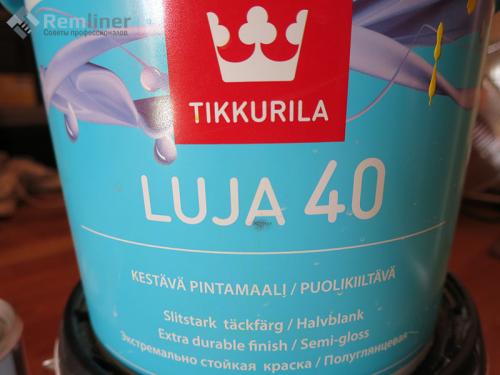 Remliner
Советы профессионалов
TIKKURILA
LUJA 40
KESTÄVÄ PINTAMAALI / PUOLIKIILTÄVÄ
Slitstark täckfärg / Halvblank
Extra durable finish / Semi-gloss
Экстремально стойкая краска / Полуглянцевая